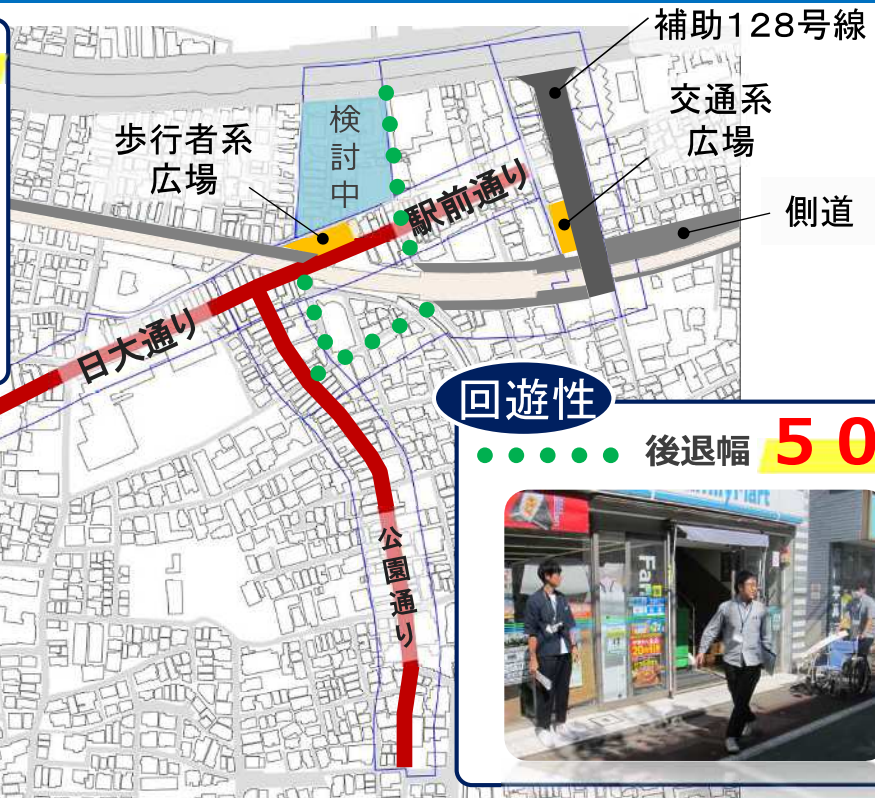 補助128号線
交通系
広場
検
討
中
歩行者系
広場
駅前通り
側道
日大通り
回遊性
後退幅 50
公
園
通
り